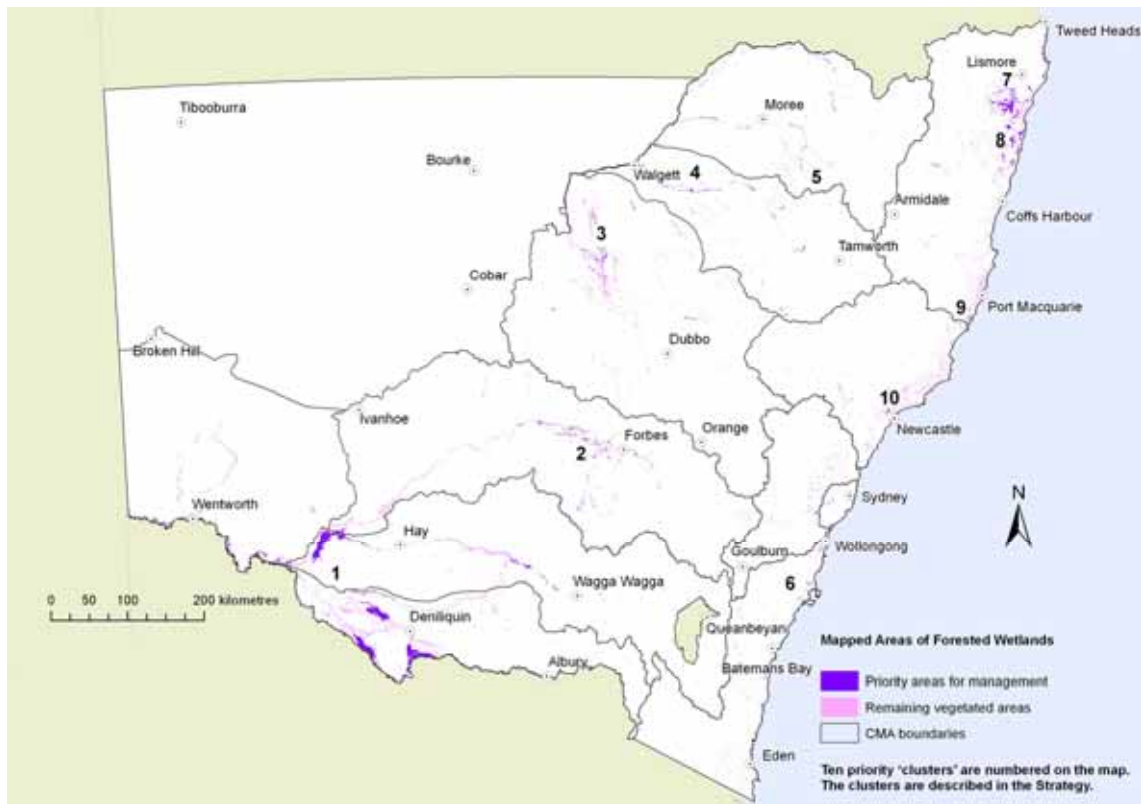 Tweed Heads
Lismore
7
Tibooburra
Moree
8
Bourke
Walgett
4
5
Armidale
Coffs Harbour
3
Tamworth
Cobar
9
Port Macquarie
Dubbo
Broken Hill
10
Ivanhoe
Newcastle
Orange
Forbes
2
Sydney
N
Wentworth
Hay
Wollongong
Goulburn
1
6
Wagga Wagga
0 50 100 200 kilometres
Deniliquin
Queanbeyan
Mapped Areas of Forested Wetlands
Albury
Batemans Bay
Priority areas for management
Remaining vegetated areas
CMA boundaries
Eden
Ten priority 'clusters' are numbered on the map.
The clusters are described in the Strategy.